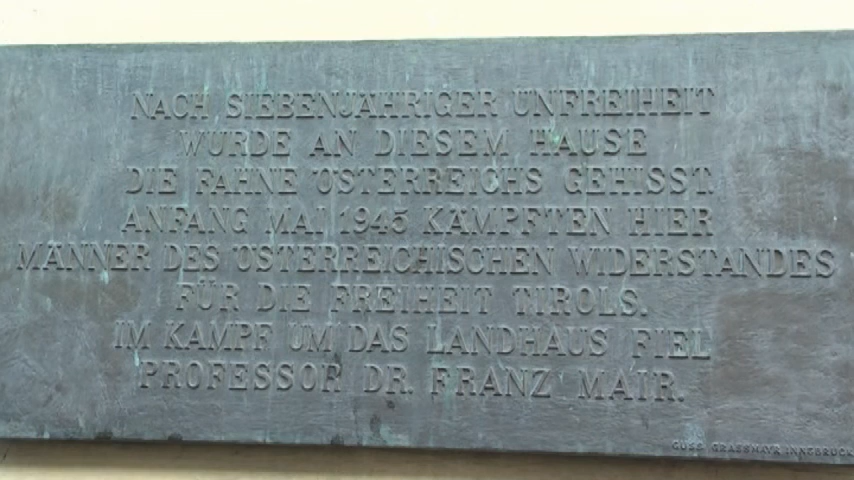 NACH SIEBENJÄHRIGER UNFREIHEIT
WURDE AN DIESEM HAUSE
DIE FAHNE ÖSTERREICHS GEHISST
ANFANG MAI 1945 KÄMPFTEN HIER
MÄNNER DES ÖSTERREICHISCHEN WIDERSTANDES
FÜR DIE FREIHEIT TIROLS.
IM KAMPF UM DAS LANDHAUS FIEL
PROFESSOR DR. FRANZ MAIR.
GUSS GRASSMAYR INNSBRUCK